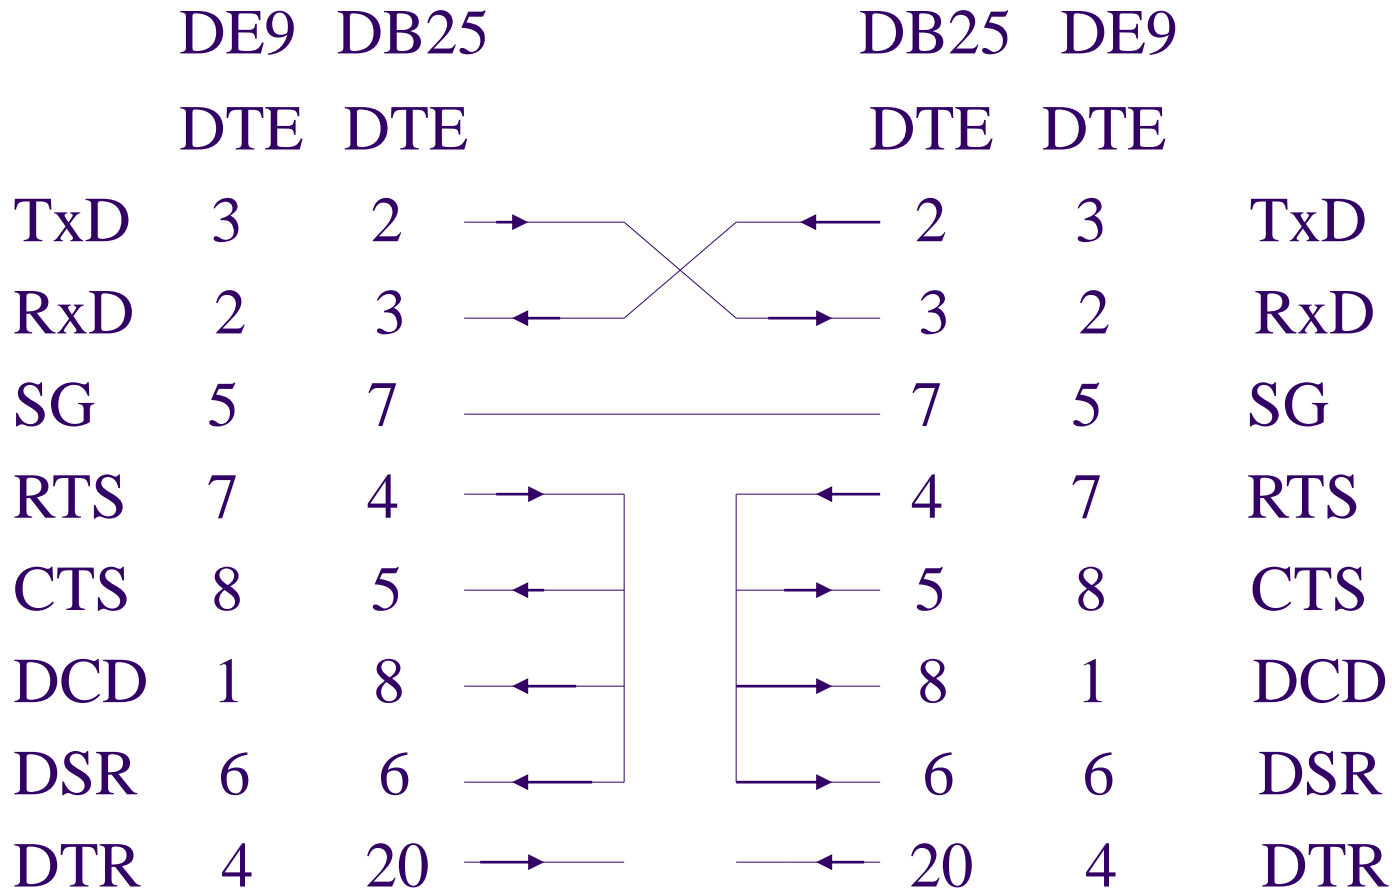 DE9 DB25 DB25 DE9
DTE DTE DTE DTE
TxD 3 2 2 3 TxD
RxD 2 3 3 2 RxD
SG 5 7 7 5 SG
RTS 7 4 4 7 RTS
CTS 8 5 5 8 CTS
DCD 1 8 8 1 DCD
DSR 6 6 6 6 DSR
DTR 4 20 20 4 DTR